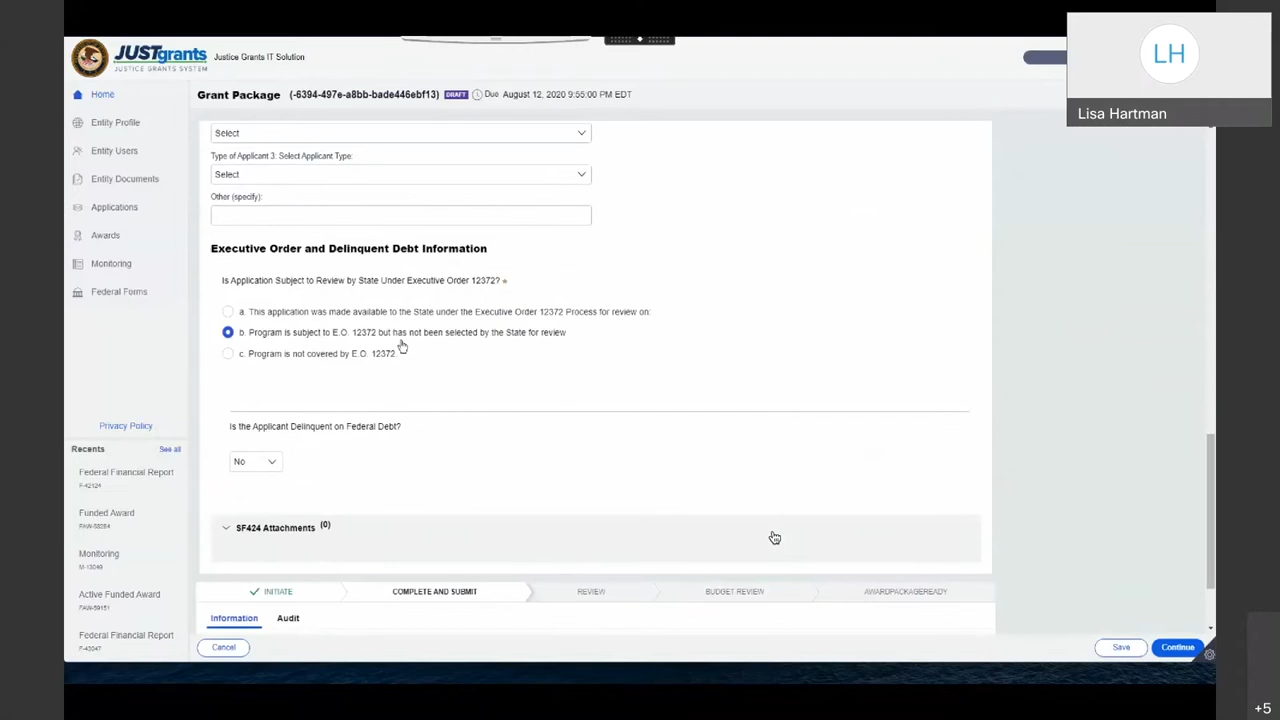 JUSTgrants
JUSTICE GRANTS SYSTEM
Justice Grants IT Solution
LH
Lisa Hartman
Home
Entity Profile
Entity Users
Entity Documents
Applications
Awards
Monitoring
Federal Forms
Privacy Policy
Recents See all
Federal Financial Report
F-42124
Funded Award
FAW-58284
Monitoring
M-13049
Active Funded Award
FAW-59151
Federal Financial Report
F-43047
Grant Package (-6394-497e-a8bb-bade446ebf13) DRAFT Due August 12, 2020 9:55:00 PM EDT
Select
Type of Applicant 3: Select Applicant Type:
Select
Other (specify):
Executive Order and Delinquent Debt Information
Is Application Subject to Review by State Under Executive Order 12372? *
a. This application was made available to the State under the Executive Order 12372 Process for review on:
b. Program is subject to E.O. 12372 but has not been selected by the State for review
c. Program is not covered by E.O. 12372
Is the Applicant Delinquent on Federal Debt?
No
SF424 Attachments (0)
INITIATE COMPLETE AND SUBMIT REVIEW BUDGET REVIEW AWARDPACKAGEREADY
Information Audit
Cancel Save Continue
+5